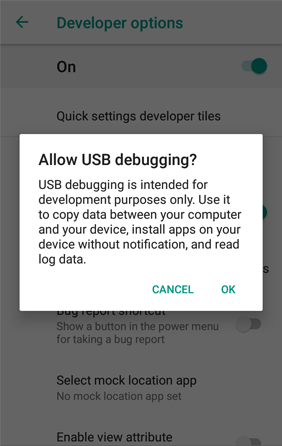 Developer options
On
Quick settings developer tiles
Allow USB debugging?
USB debugging is intended for
development purposes only. Use it
to copy data between your computer
and your device, install apps on your
device without notification, and read
log data.
CANCEL
OK
s
Bug report shortcut
Show a button in the power menu
for taking a bug report
Select mock location app
No mock location app set
Enable view attribute